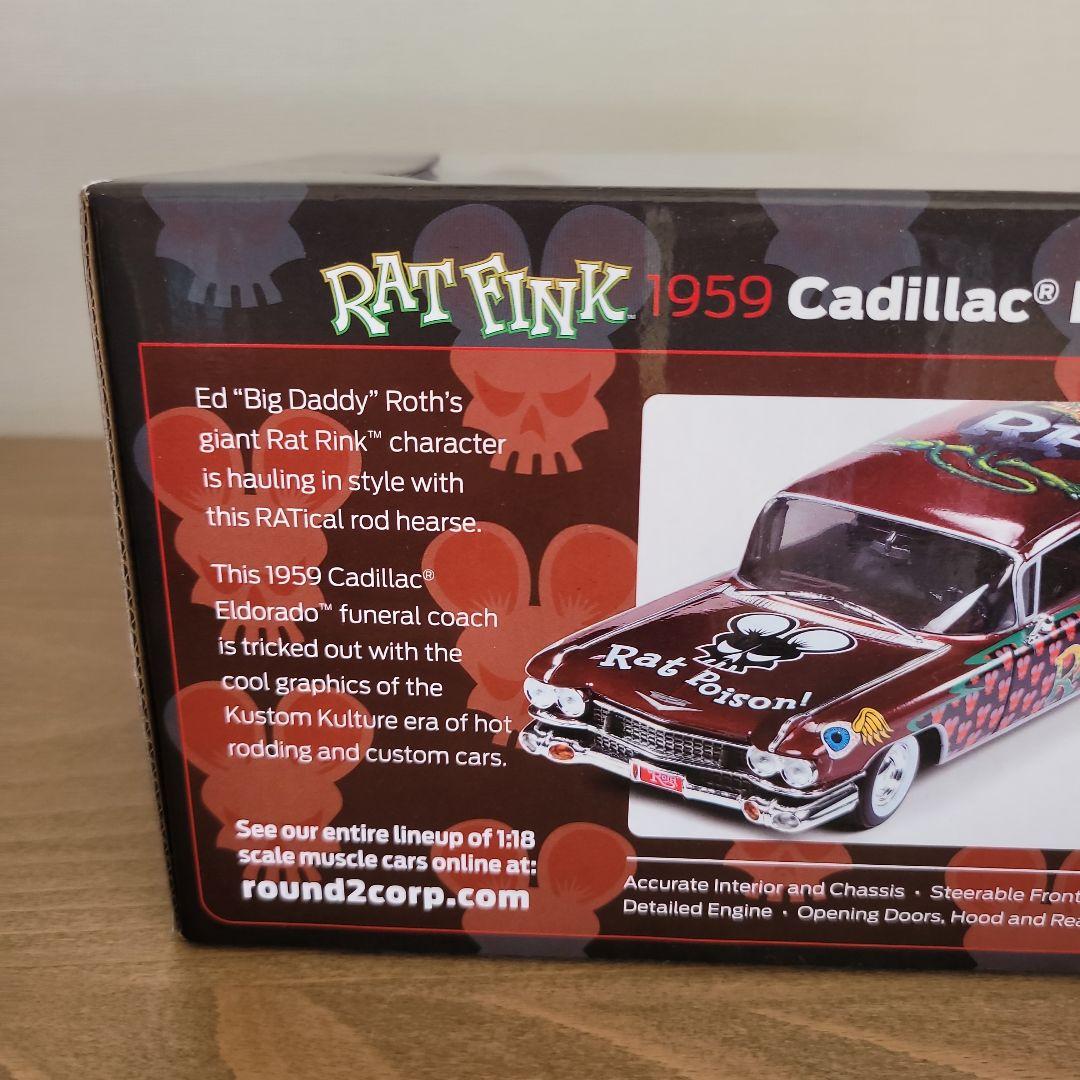 RAT FINK™ 1959 Cadillac®
Ed “Big Daddy” Roth’s
giant Rat Rink™ character
is hauling in style with
this RATical rod hearse.
This 1959 Cadillac®
Eldorado™ funeral coach
is tricked out with the
cool graphics of the
Kustom Kulture era of hot
rodding and custom cars.
See our entire lineup of 1:18
scale muscle cars online at:
round2corp.com
Rat Poison!
Accurate Interior and Chassis · Steerable Front
Detailed Engine · Opening Doors, Hood and Rea